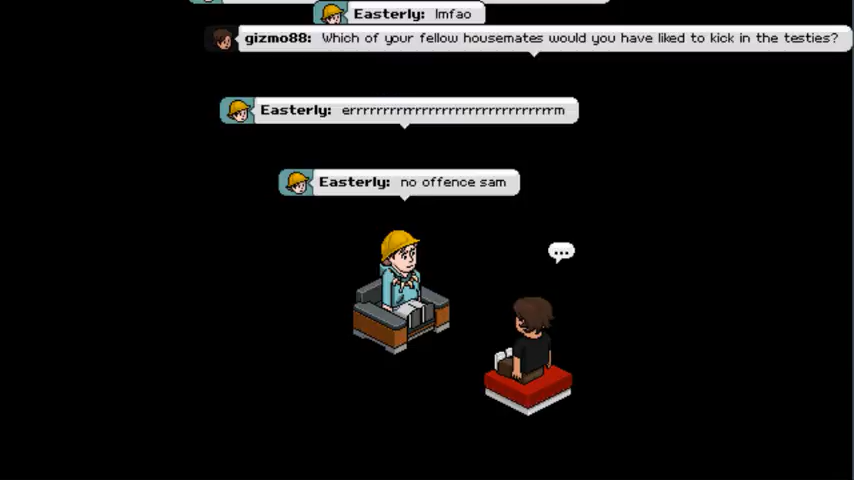 Easterly: lmfao
gizmo88: Which of your fellow housemates would you have liked to kick in the testies?
Easterly: errrrrrrrrrrrrrrrrrrrrrrrrrrrrrrrrrrrm
Easterly: no offence sam
...